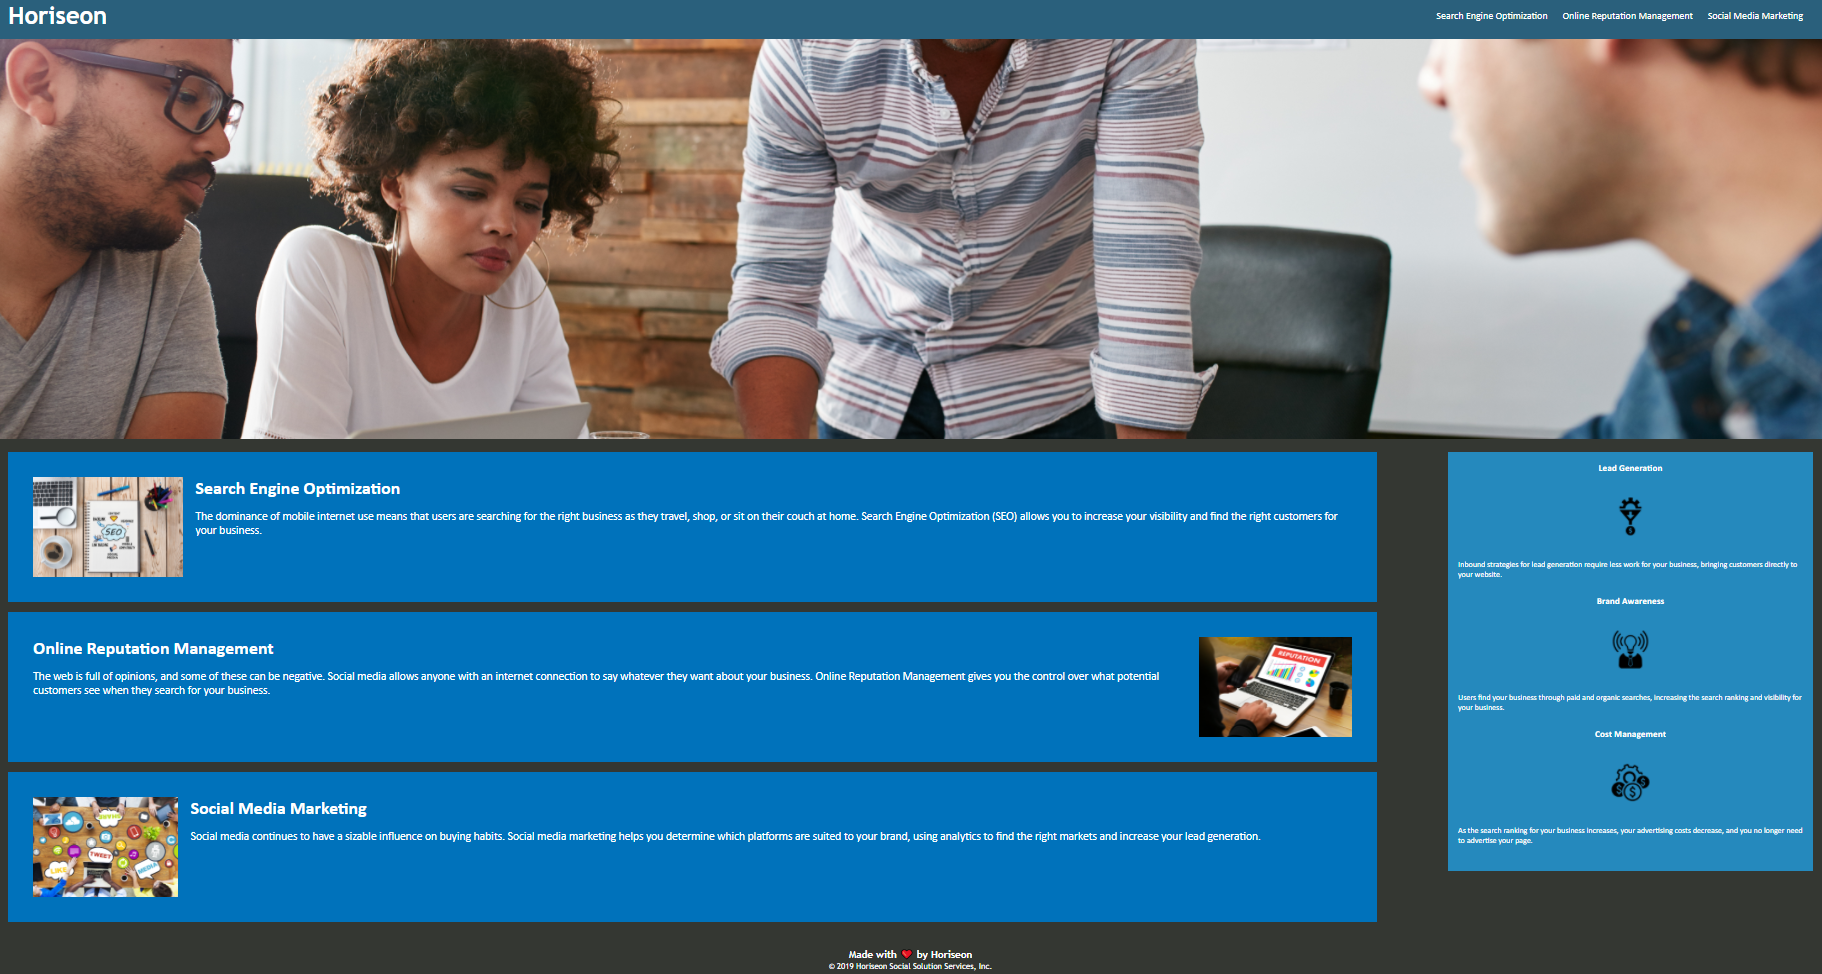 Horiseon
Search Engine Optimization Online Reputation Management Social Media Marketing
Search Engine Optimization
The dominance of mobile internet use means that users are searching for the right business as they travel, shop, or sit on their couch at home. Search Engine Optimization (SEO) allows you to increase your visibility and find the right customers for
your business.
SEO
Online Reputation Management
The web is full of opinions, and some of these can be negative. Social media allows anyone with an internet connection to say whatever they want about your business. Online Reputation Management gives you the control over what potential
customers see when they search for your business.
REPUTATION
Social Media Marketing
Social media continues to have a sizable influence on buying habits. Social media marketing helps you determine which platforms are suited to your brand, using analytics to find the right markets and increase your lead generation.
TWEET
LIKE
MEDIA
Lead Generation
Inbound strategies for lead generation require less work for your business, bringing customers directly to
your website.
Brand Awareness
Users find your business through paid and organic searches, increasing the search ranking and visibility for
your business.
Cost Management
As the search ranking for your business increases, your advertising costs decrease, and you no longer need
to advertise your page.
Made with ❤️ by Horiseon
© 2019 Horiseon Social Solution Services, Inc.